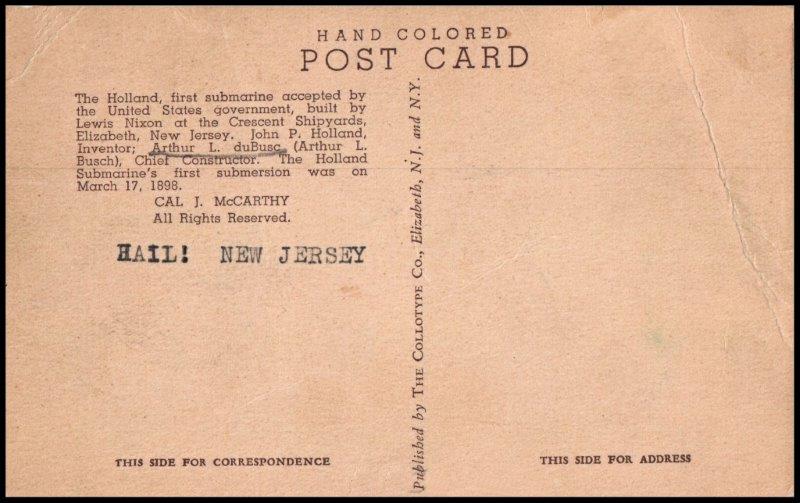 HAND COLORED
POST CARD
The Holland, first submarine accepted by
the United States government, built by
Lewis Nixon at the Crescent Shipyards,
Elizabeth, New Jersey. John P. Holland,
Inventor; Arthur L. duBusc (Arthur L.
Busch), Chief Constructor. The Holland
Submarine's first submersion was on
March 17, 1898.
CAL J. McCARTHY
All Rights Reserved.
HAIL! NEW JERSEY
Published by THE COLLOTYPE CO., Elizabeth, N.J. and N.Y.
THIS SIDE FOR CORRESPONDENCE
THIS SIDE FOR ADDRESS